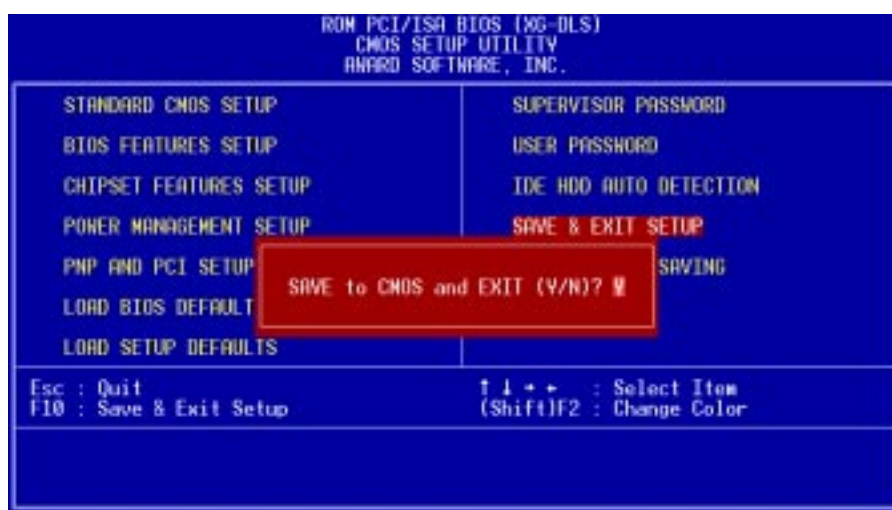 ROM PCI/ISA BIOS (XG-DLS)
CMOS SETUP UTILITY
AWARD SOFTWARE, INC.
STANDARD CMOS SETUP
BIOS FEATURES SETUP
CHIPSET FEATURES SETUP
POWER MANAGEMENT SETUP
PNP AND PCI SETUP
LOAD BIOS DEFAULT
LOAD SETUP DEFAULTS
SUPERVISOR PASSWORD
USER PASSWORD
IDE HDD AUTO DETECTION
SAVE & EXIT SETUP
SAVING
SAVE to CMOS and EXIT (Y/N)? Y
Esc : Quit
F10 : Save & Exit Setup
↑ ↓ → ← : Select Item
(Shift)F2 : Change Color